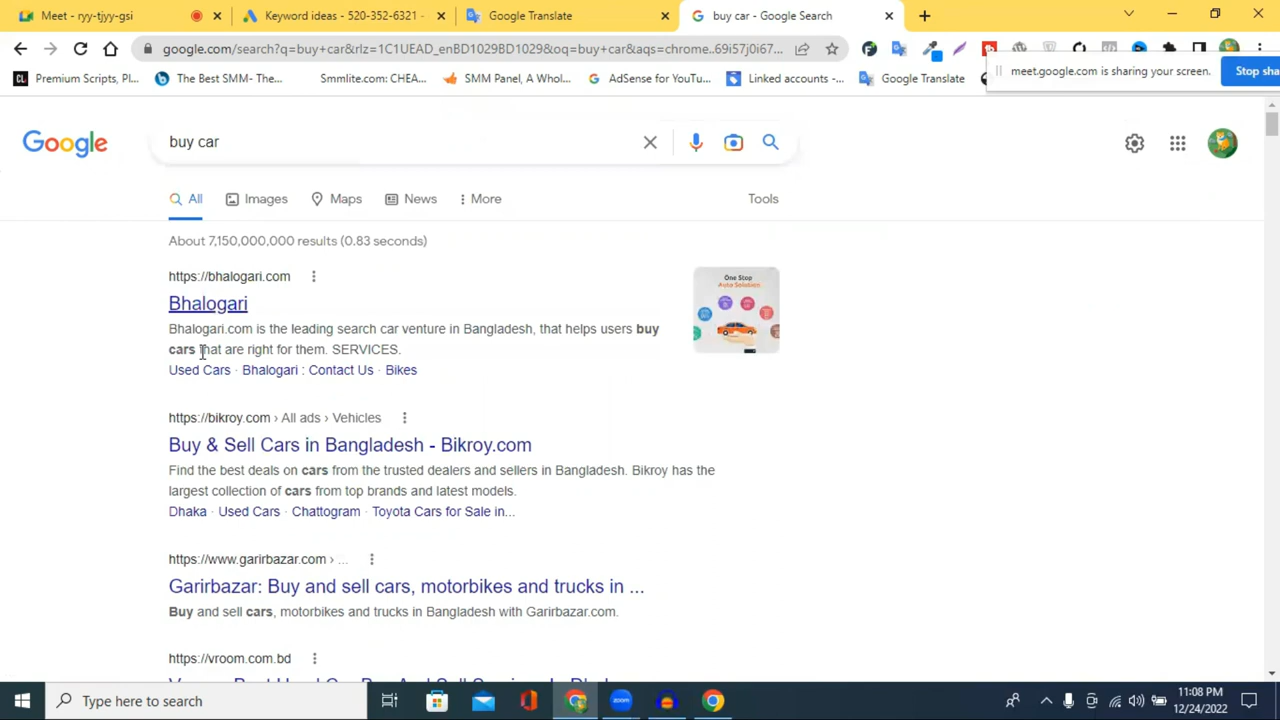 Meet - ryy-tjyy-gsi
Keyword ideas - 520-352-6321 -
Google Translate
buy car - Google Search
google.com/search?q=buy+car&rlz=1C1UEAD_enBD1029BD1029&oq=buy+car&aqs=chrome..69i57j0i67...
Premium Scripts, Pl...
The Best SMM- The...
Smmlite.com: CHEA...
SMM Panel, A Whol...
AdSense for YouTu...
Linked accounts -...
Google Translate
meet.google.com is sharing your screen.
Stop sha
Google
buy car
All
Images
Maps
News
More
Tools
About 7,150,000,000 results (0.83 seconds)
https://bhalogari.com
Bhalogari
Bhalogari.com is the leading search car venture in Bangladesh, that helps users buy
cars that are right for them. SERVICES.
Used Cars · Bhalogari : Contact Us · Bikes
One Stop
Auto Solution
https://bikroy.com › All ads › Vehicles
Buy & Sell Cars in Bangladesh - Bikroy.com
Find the best deals on cars from the trusted dealers and sellers in Bangladesh. Bikroy has the
largest collection of cars from top brands and latest models.
Dhaka · Used Cars · Chattogram · Toyota Cars for Sale in...
https://www.garirbazar.com › ...
Garirbazar: Buy and sell cars, motorbikes and trucks in ...
Buy and sell cars, motorbikes and trucks in Bangladesh with Garirbazar.com.
https://vroom.com.bd
Type here to search
zoom
11:08 PM
12/24/2022